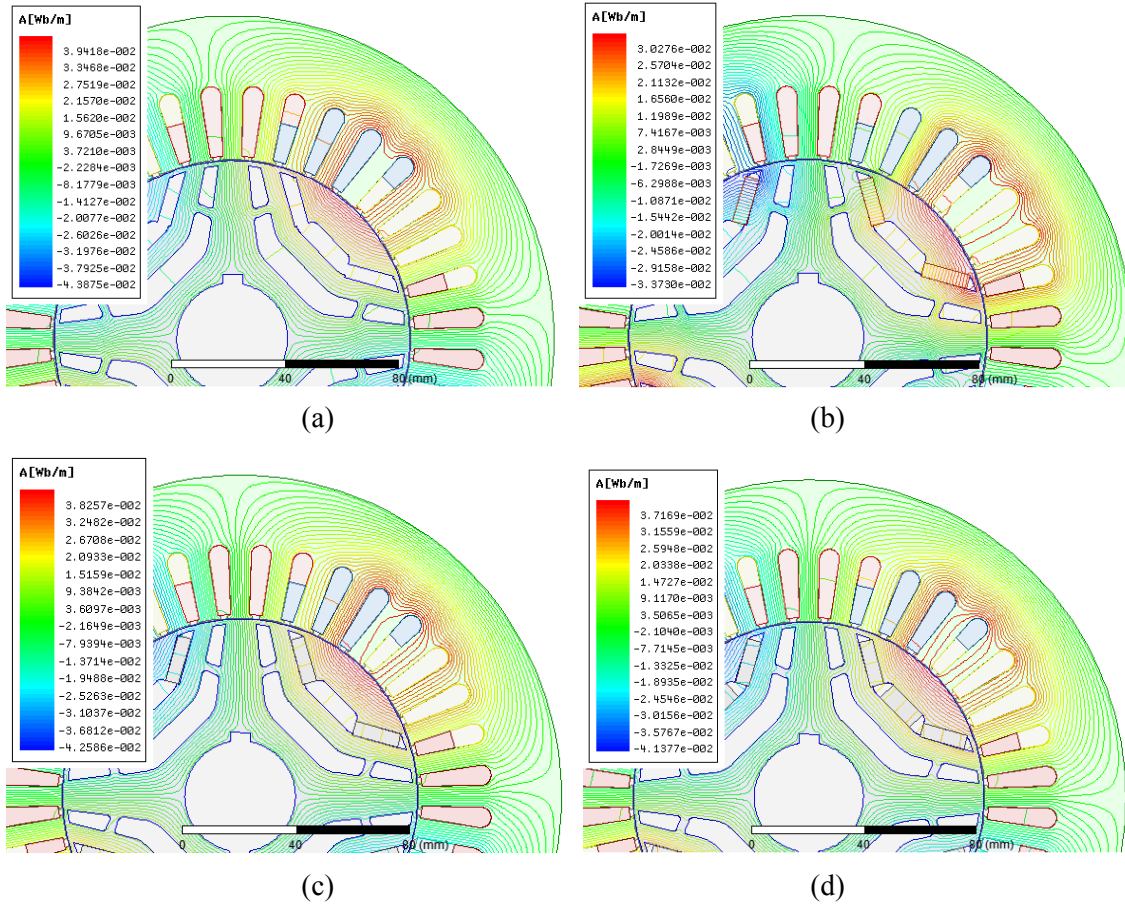 A[Wb/m]
3.9418e-002
3.3468e-002
2.7519e-002
2.1570e-002
1.5620e-002
9.6705e-003
3.7210e-003
-2.2284e-003
-8.1779e-003
-1.4127e-002
-2.0077e-002
-2.6026e-002
-3.1976e-002
-3.7925e-002
-4.3875e-002
0
40
80 (mm)
(a)
A[Wb/m]
3.0276e-002
2.5704e-002
2.1132e-002
1.6560e-002
1.1989e-002
7.4167e-003
2.8449e-003
-1.7269e-003
-6.2988e-003
-1.0871e-002
-1.5442e-002
-2.0014e-002
-2.4586e-002
-2.9158e-002
-3.3730e-002
0
40
80 (mm)
(b)
A[Wb/m]
3.8257e-002
3.2482e-002
2.6708e-002
2.0933e-002
1.5159e-002
9.3842e-003
3.6097e-003
-2.1649e-003
-7.9394e-003
-1.3714e-002
-1.9488e-002
-2.5263e-002
-3.1037e-002
-3.6812e-002
-4.2586e-002
0
40
80 (mm)
(c)
A[Wb/m]
3.7169e-002
3.1559e-002
2.5948e-002
2.0338e-002
1.4727e-002
9.1170e-003
3.5065e-003
-2.1040e-003
-7.7145e-003
-1.3325e-002
-1.8935e-002
-2.4546e-002
-3.0156e-002
-3.5767e-002
-4.1377e-002
0
40
80 (mm)
(d)